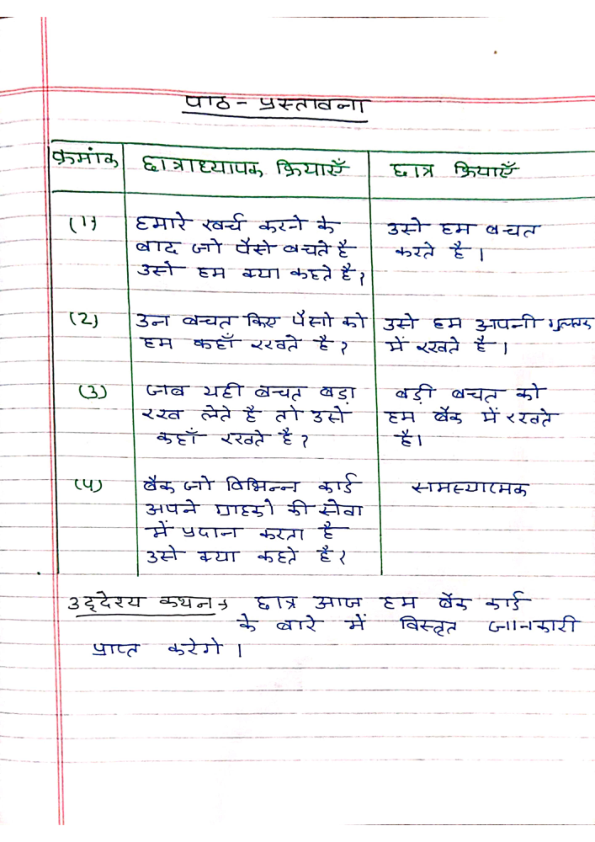 पाठ - प्रस्तावना
क्रमांक छात्राध्यापक क्रियाएँ छात्र क्रियाएँ
(1) हमारे खर्च करने के उसे हम बचत
बाद जो पैसे बचते है करते है।
उसे हम क्या कहते है?
(2) उन बचत किए पैसो को उसे हम अपनी गुल्लक
हम कहाँ रखते है? में रखते है।
(3) जब यही बचत बड़ा बड़ी बचत को
रख लेते है तो उसे हम बैंक में रखते
कहाँ रखते है? है।
(4) बैंक जो विभिन्न कार्ड समस्यात्मक
अपने ग्राहको की सेवा
में प्रदान करता है
उसे क्या कहते है?
उद्देश्य कथन→ छात्र आज हम बैंक कार्ड
के बारे में विस्तृत जानकारी
प्राप्त करेगे।